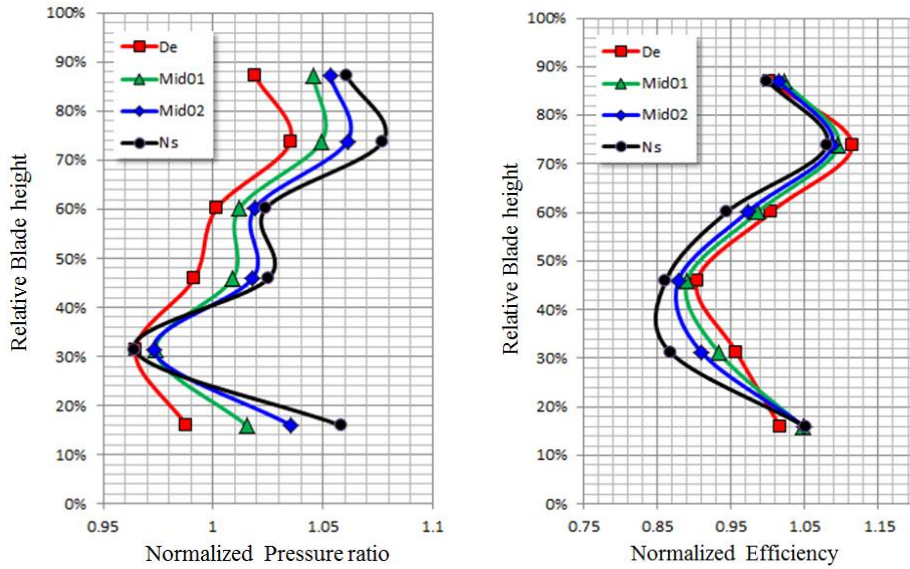 100%
90%
80%
70%
60%
50%
40%
30%
20%
10%
0%
Relative Blade height
De
Mid01
Mid02
Ns
0.95
1
1.05
1.1
Normalized Pressure ratio
100%
90%
80%
70%
60%
50%
40%
30%
20%
10%
0%
Relative Blade height
De
Mid01
Mid02
Ns
0.75
0.85
0.95
1.05
1.15
Normalized Efficiency